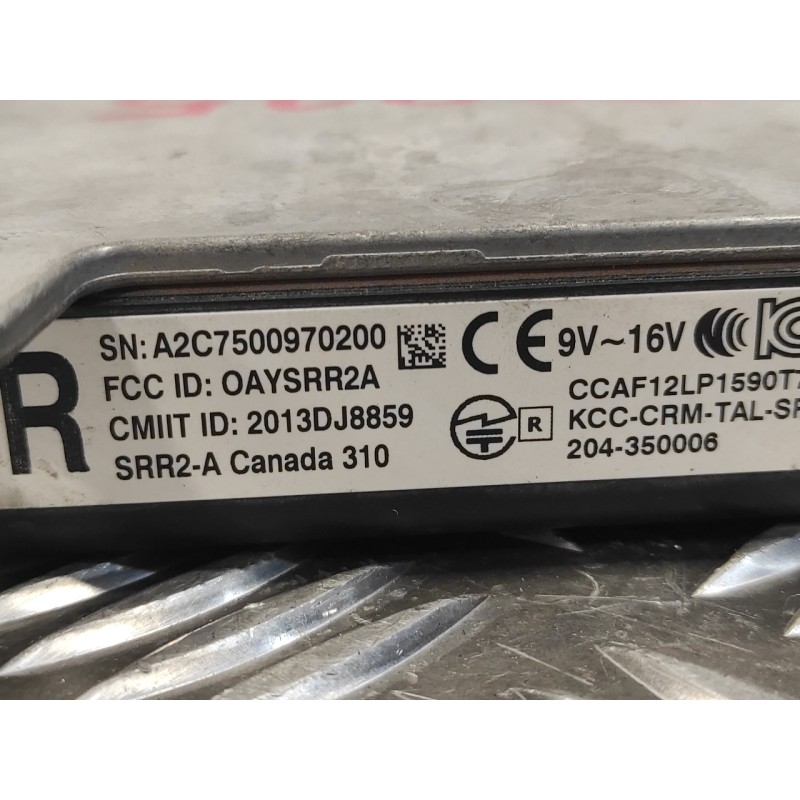 R
SN: A2C7500970200
FCC ID: OAYSRR2A
CMIIT ID: 2013DJ8859
SRR2-A Canada 310
CE 9V~16V
R
CCAF12LP1590T
KCC-CRM-TAL-SR
204-350006